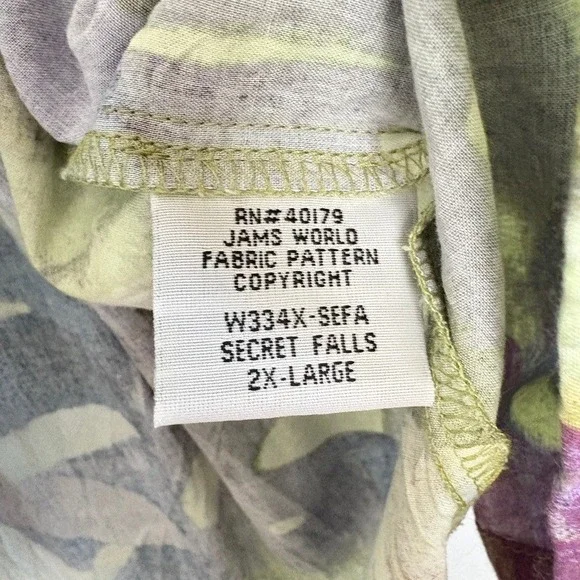 RN#40179
JAMS WORLD
FABRIC PATTERN
COPYRIGHT
W334X-SEFA
SECRET FALLS
2X-LARGE